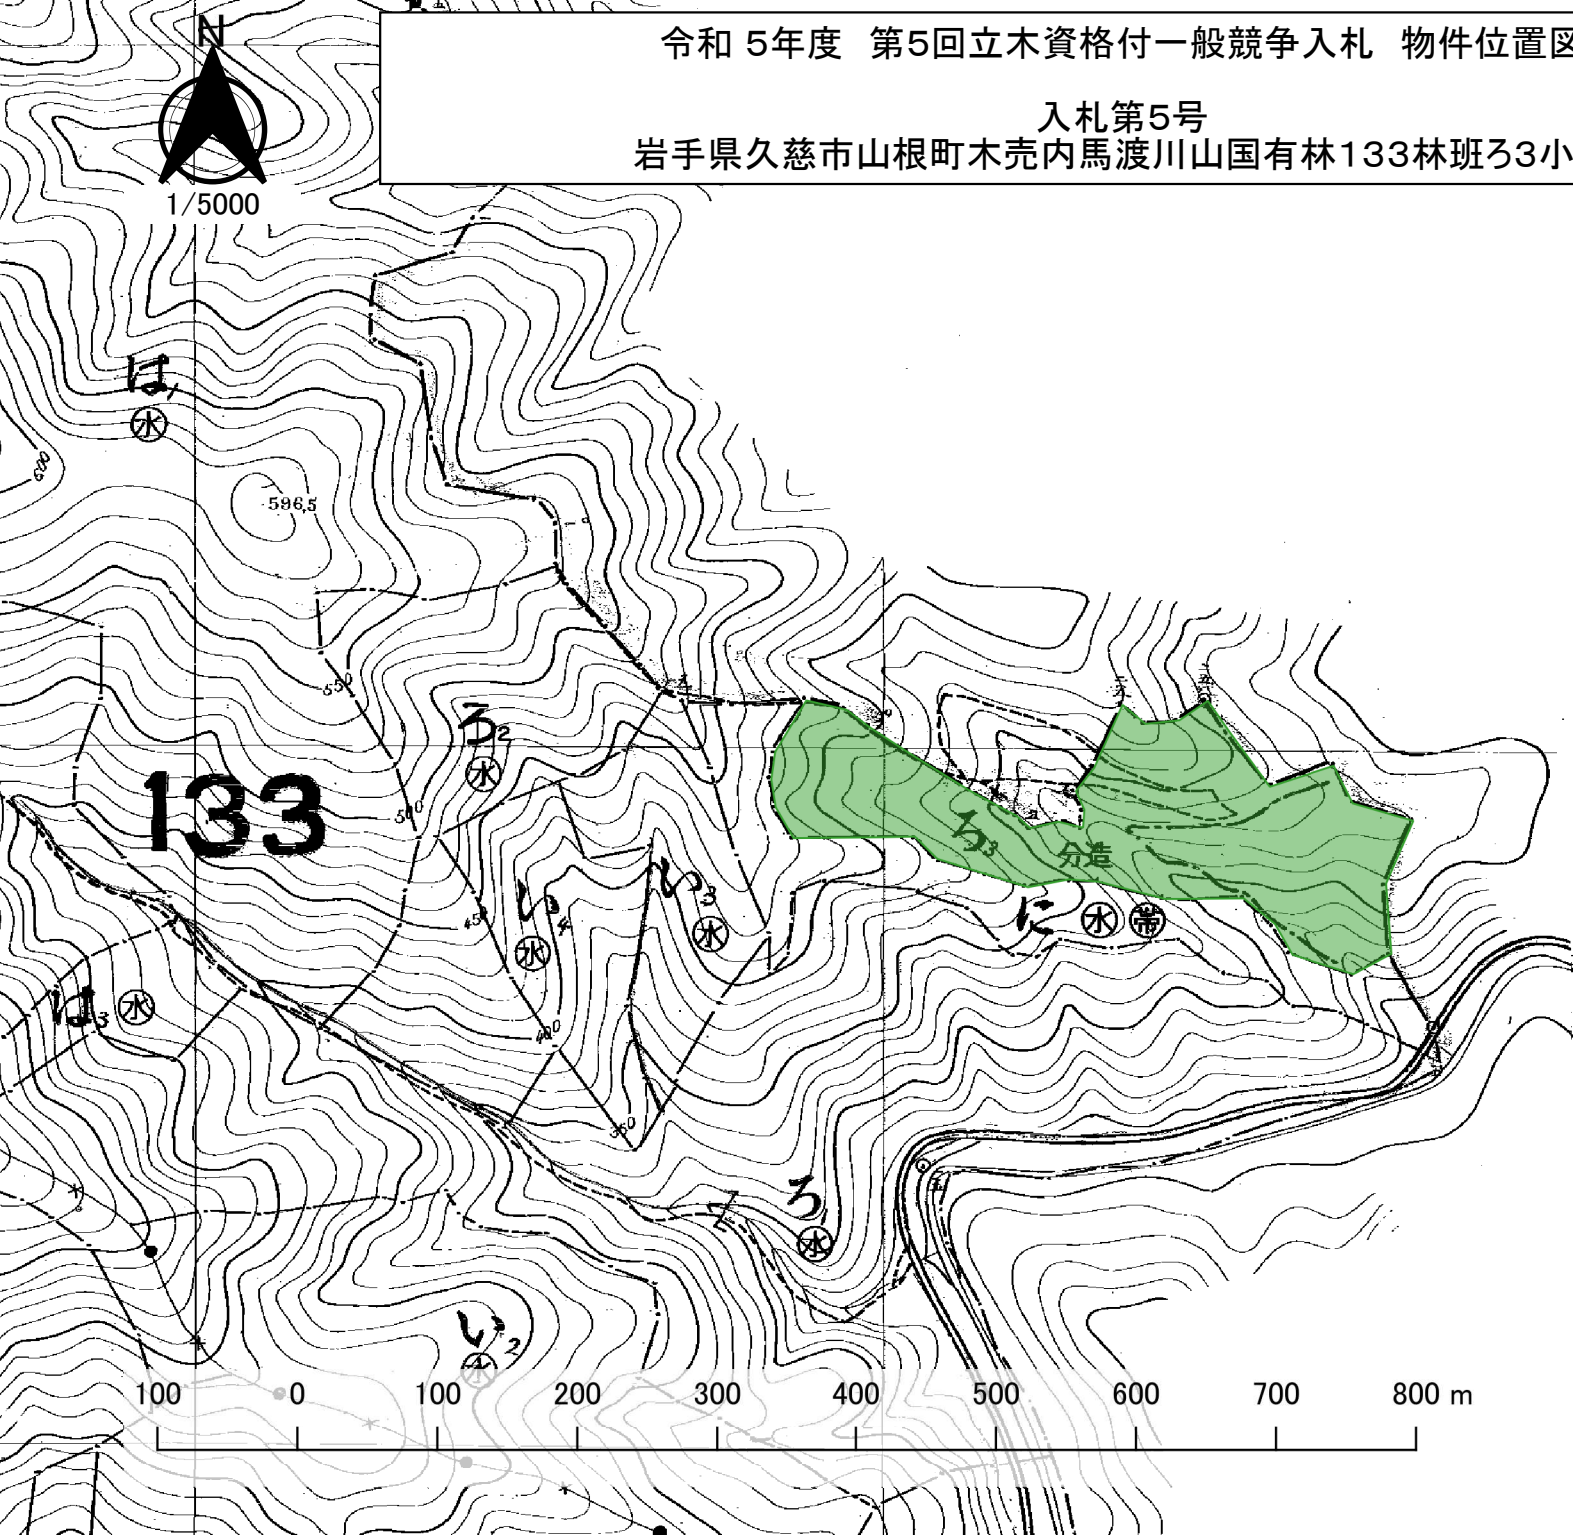 N
1/5000
令和 5年度 第5回立木資格付一般競争入札 物件位置図
入札第5号
岩手県久慈市山根町木売内馬渡川山国有林133林班ろ3小
は1
水
600
596.5
550
ろ2
水
133
500
ろ3
分造
い3
水
い4
水
450
に
水 帯
は3
水
400
350
ろ
水
い2
水
100 0 100 200 300 400 500 600 700 800 m